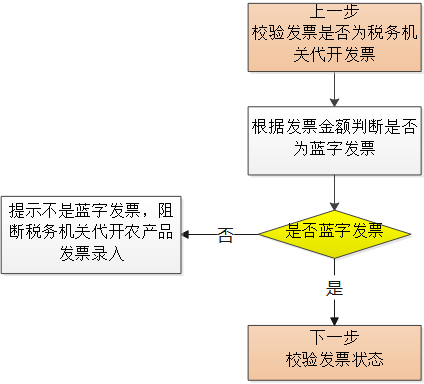 上一步
校验发票是否为税务机
关代开发票
根据发票金额判断是否
为蓝字发票
提示不是蓝字发票，阻
断税务机关代开农产品
发票录入
否
是否蓝字发票
是
下一步
校验发票状态